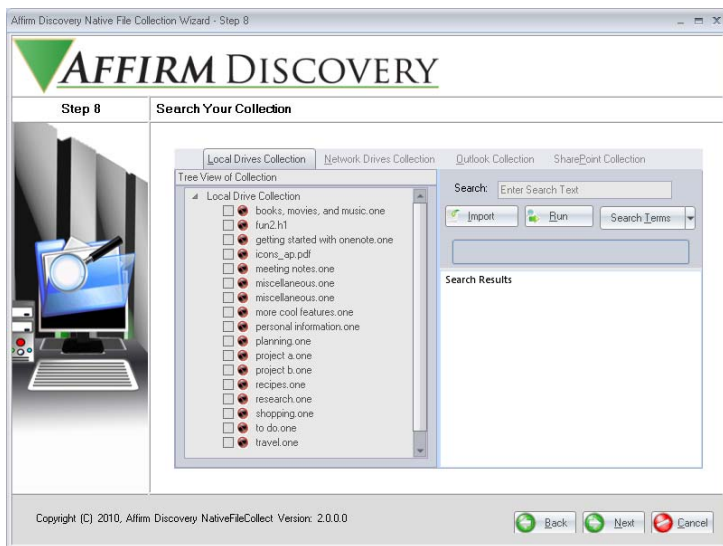 Affirm Discovery Native File Collection Wizard - Step 8
AFFIRM DISCOVERY
Step 8
Search Your Collection
Local Drives Collection
Network Drives Collection
Outlook Collection
SharePoint Collection
Tree View of Collection
Local Drive Collection
books, movies, and music.one
fun2.h1
getting started with onenote.one
icons_ap.pdf
meeting notes.one
miscellaneous.one
miscellaneous.one
more cool features.one
personal information.one
planning.one
project a.one
project b.one
recipes.one
research.one
shopping.one
to do.one
travel.one
Search:
Enter Search Text
Import
Run
Search Terms
Search Results
Copyright (C) 2010, Affirm Discovery NativeFileCollect Version: 2.0.0.0
Back
Next
Cancel